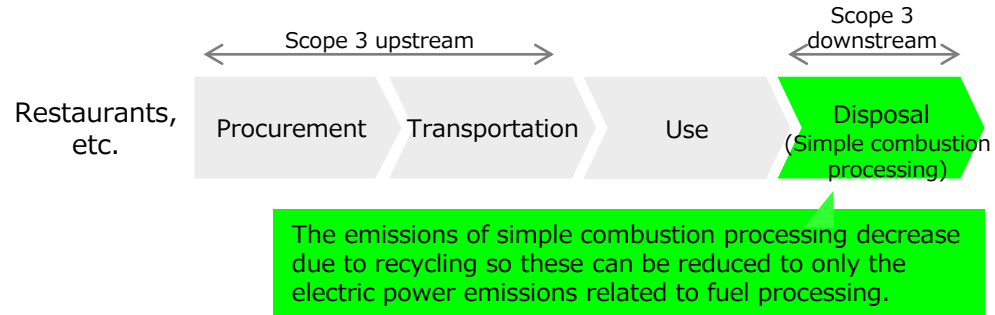 Scope 3 upstream
Scope 3
downstream
Restaurants,
etc.
Procurement
Transportation
Use
Disposal
(Simple combustion
processing)
The emissions of simple combustion processing decrease
due to recycling so these can be reduced to only the
electric power emissions related to fuel processing.